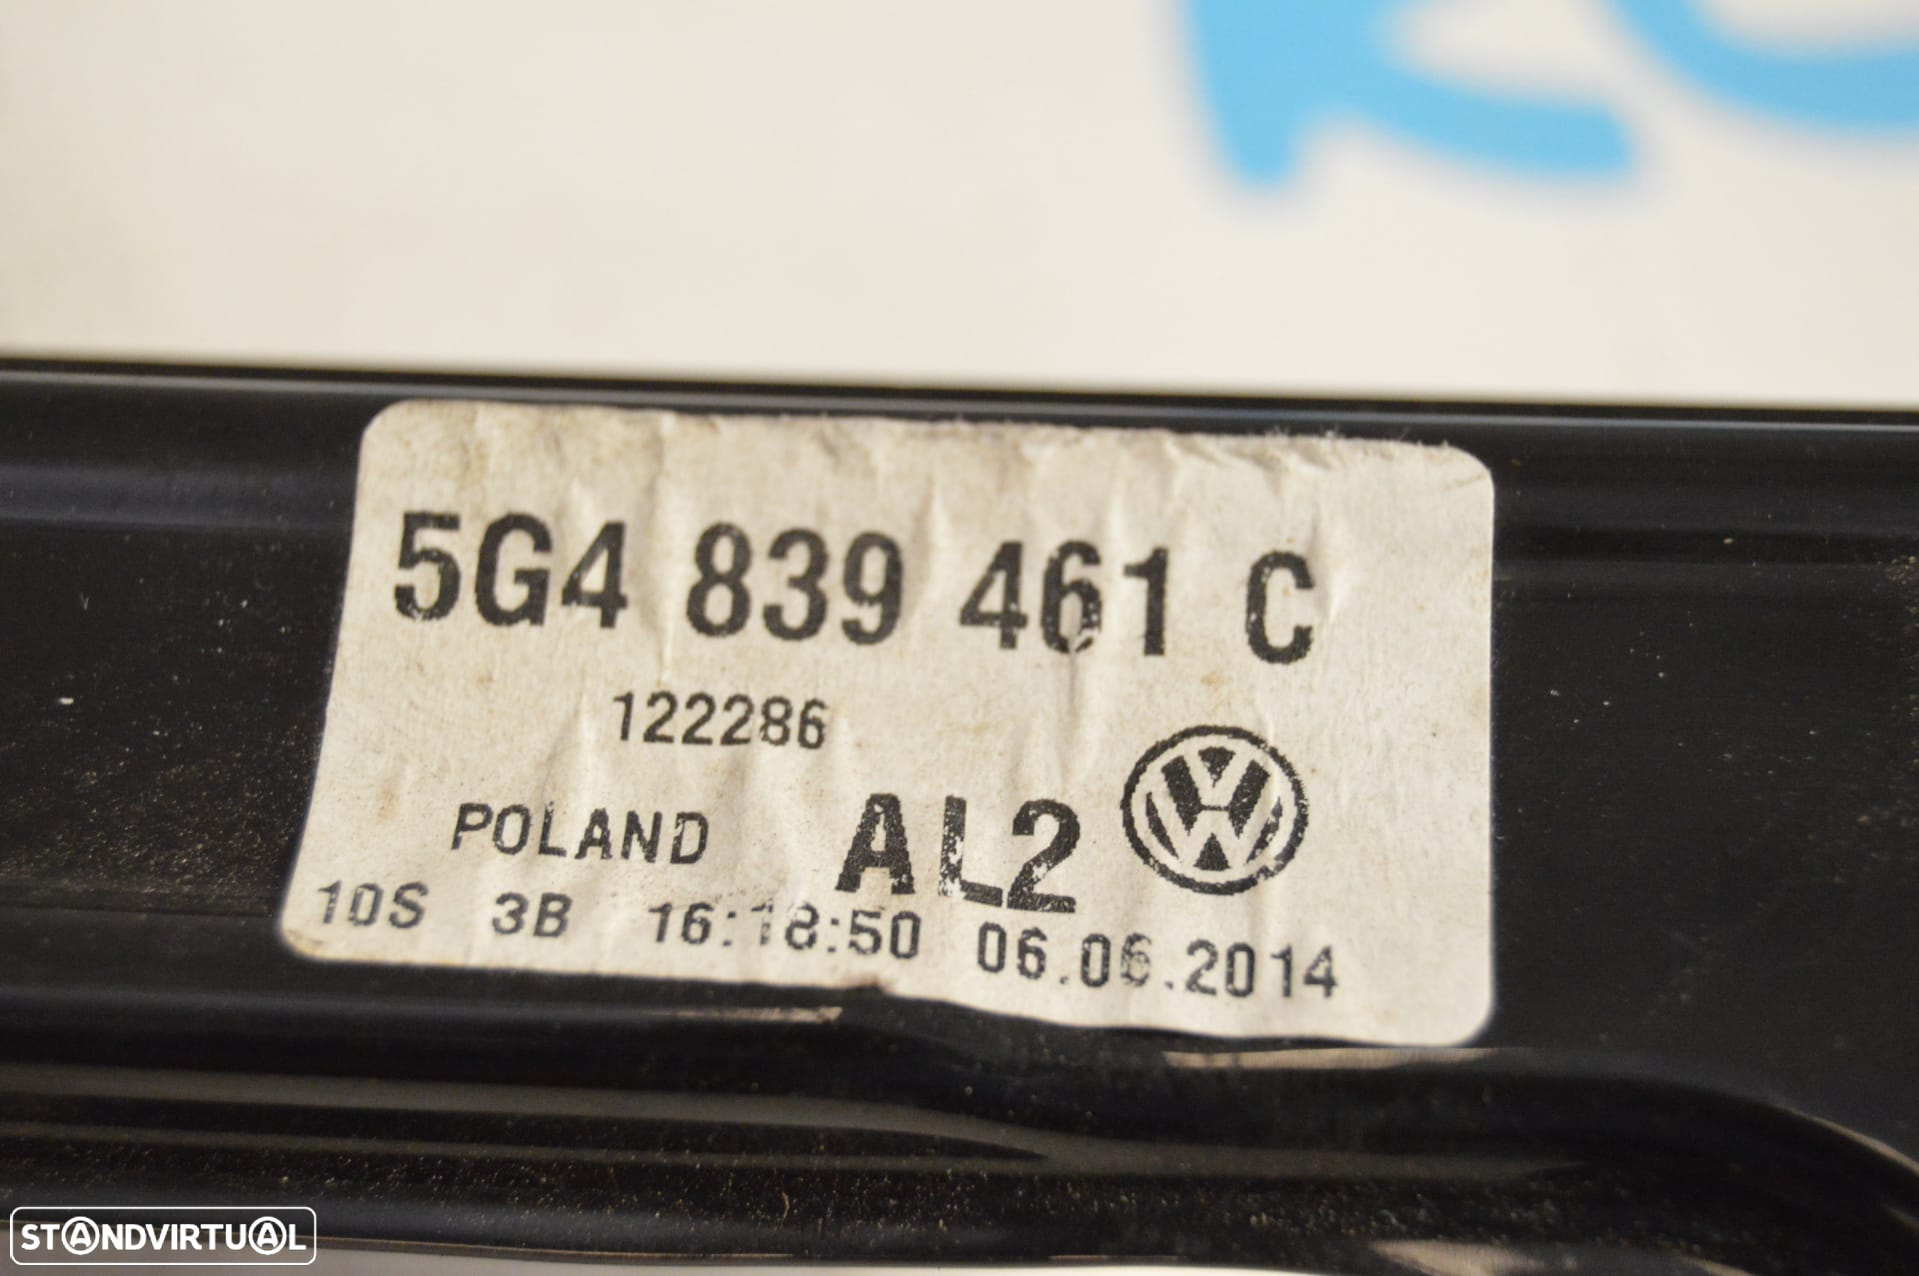 5G4 839 461 C
122286
POLAND AL2
10S 3B 16:18:50 06.06.2014
STANDVIRTUAL